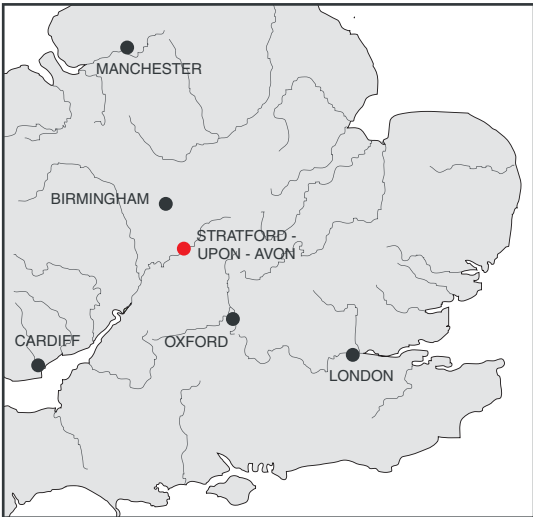 MANCHESTER
BIRMINGHAM
STRATFORD -
UPON - AVON
CARDIFF
OXFORD
LONDON